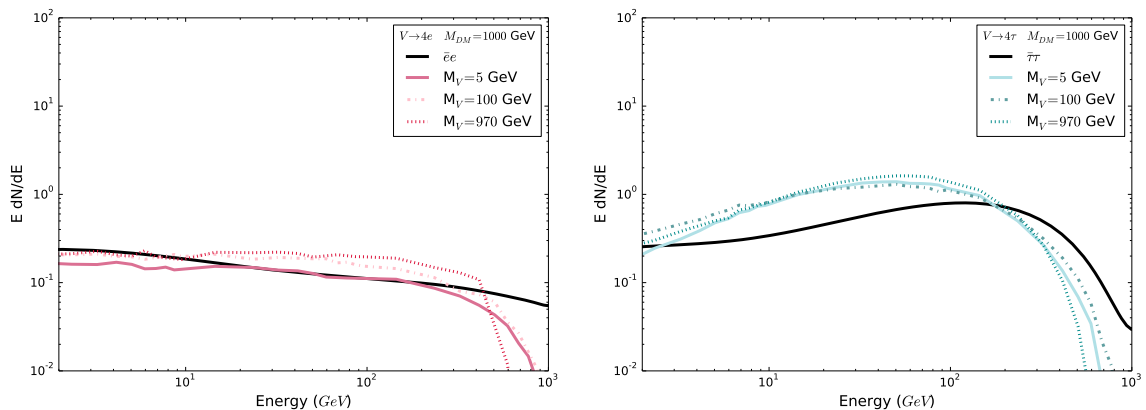 V→4e M_DM=1000 GeV
ēe
M_V=5 GeV
M_V=100 GeV
M_V=970 GeV
10^2
10^1
10^0
10^-1
10^-2
E dN/dE
10^1 10^2 10^3
Energy (GeV)
V→4τ M_DM=1000 GeV
τ̄τ
M_V=5 GeV
M_V=100 GeV
M_V=970 GeV
10^2
10^1
10^0
10^-1
10^-2
E dN/dE
10^1 10^2 10^3
Energy (GeV)